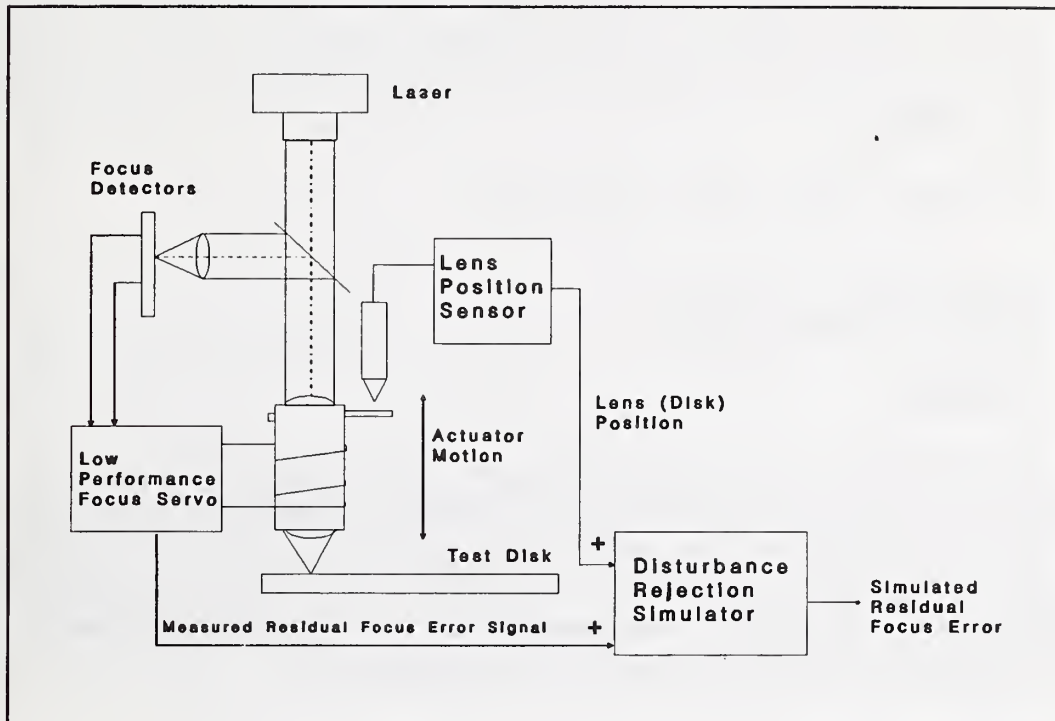 Laser
Focus
Detectors
Lens
Position
Sensor
Lens (Disk)
Position
Actuator
Motion
Low
Performance
Focus Servo
Test Disk
+
Disturbance
Rejection
Simulator
Simulated
Residual
Focus Error
Measured Residual Focus Error Signal
+